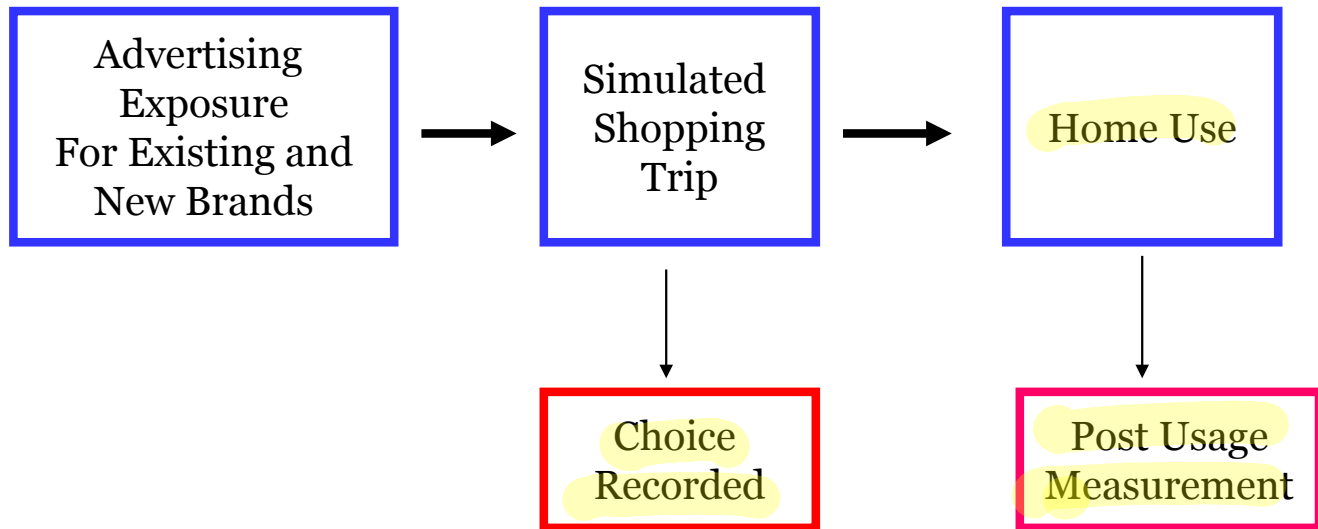 Advertising
Exposure
For Existing and
New Brands
Simulated
Shopping
Trip
Home Use
Choice
Recorded
Post Usage
Measurement